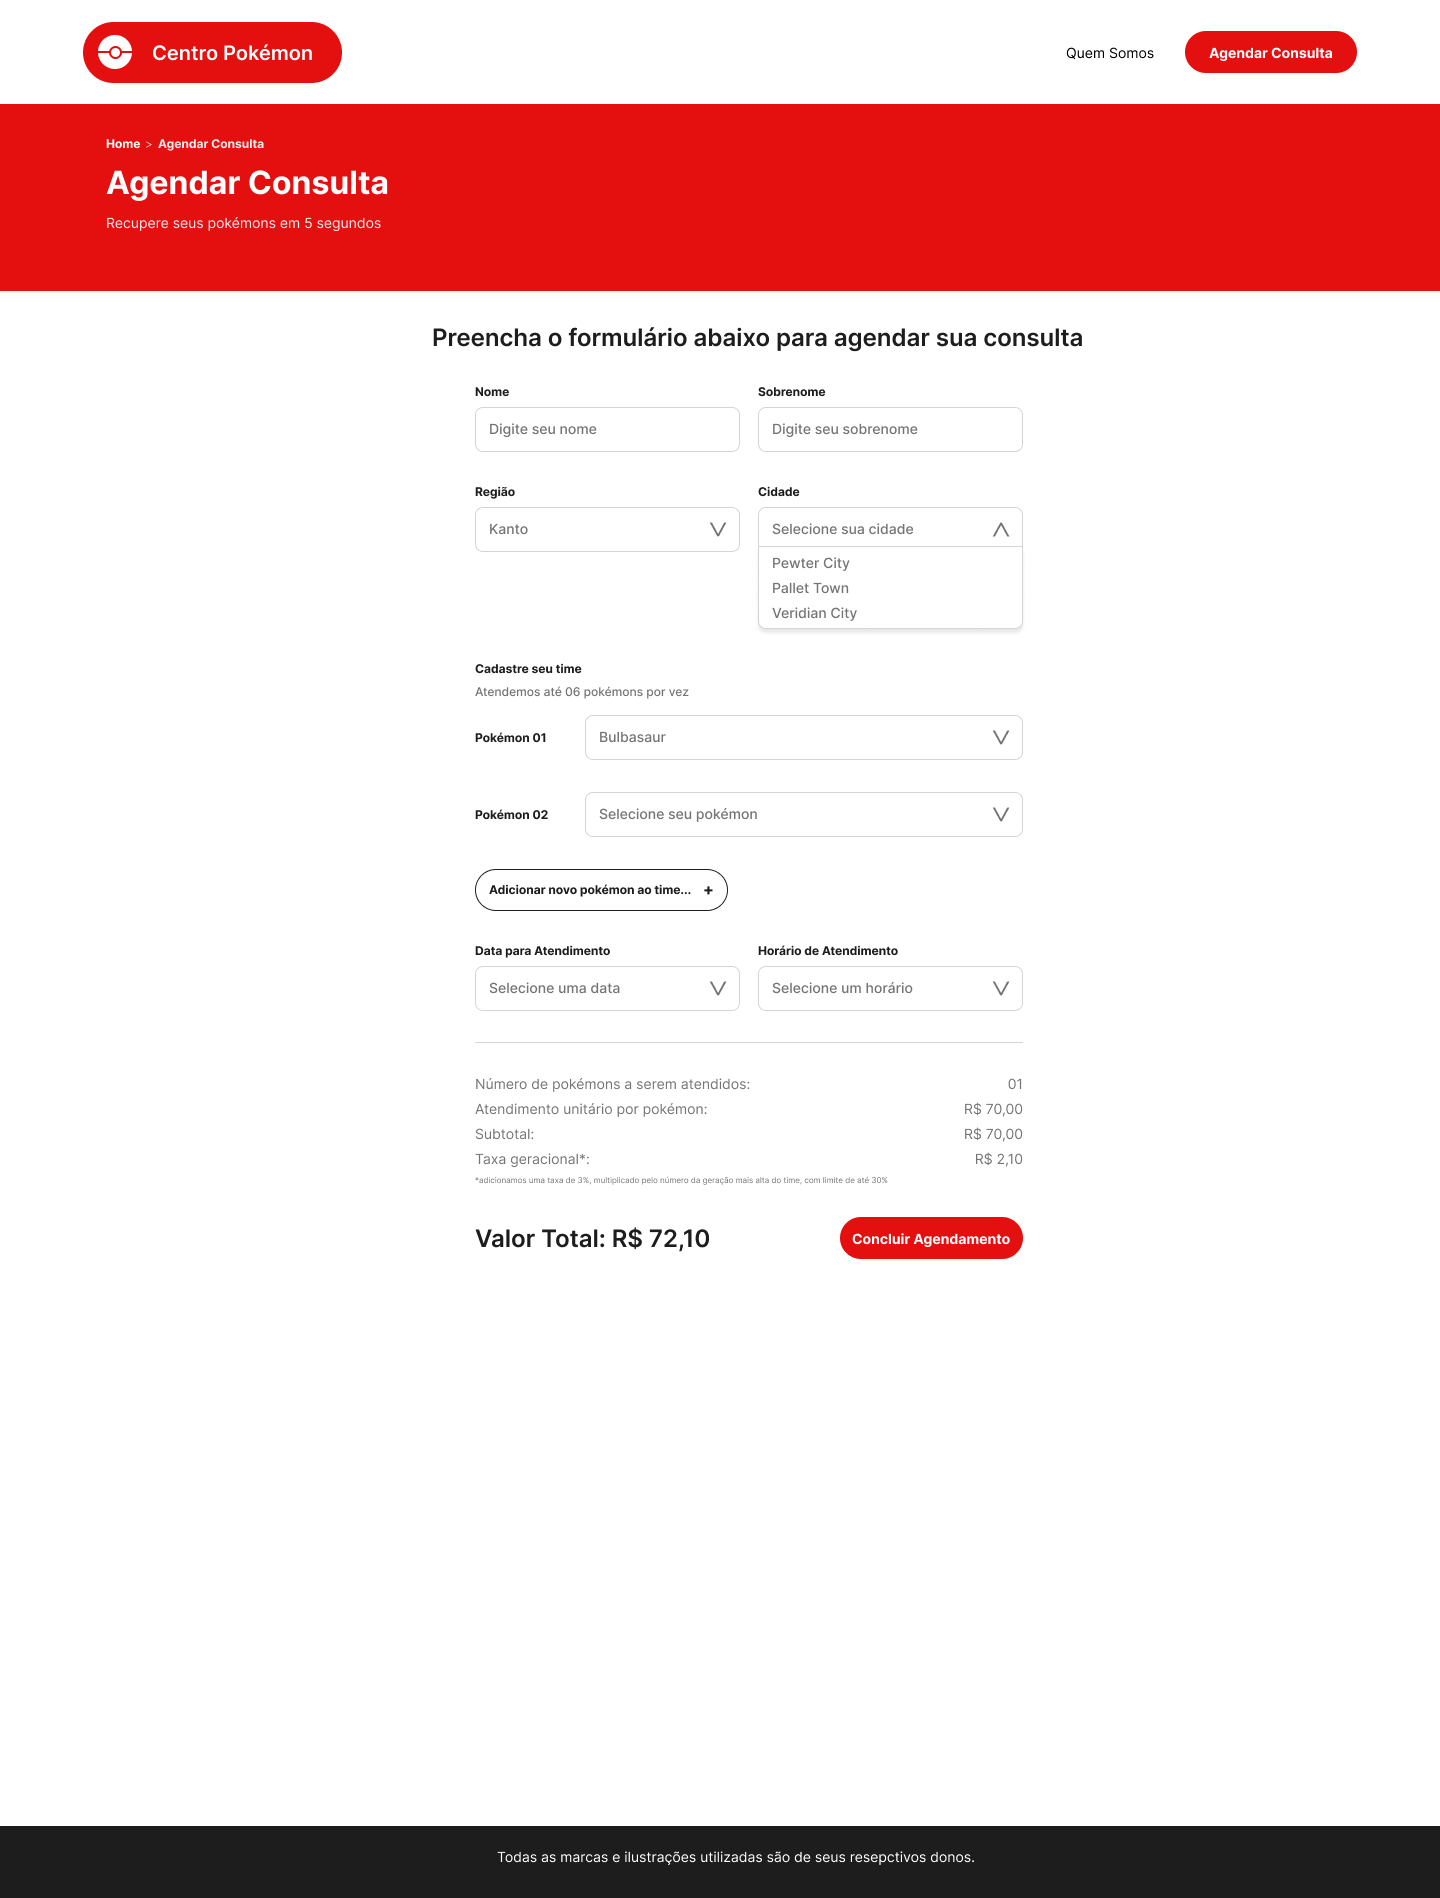 Centro Pokémon
Quem Somos
Agendar Consulta
Home > Agendar Consulta
Agendar Consulta
Recupere seus pokémons em 5 segundos
Preencha o formulário abaixo para agendar sua consulta
Nome
Sobrenome
Digite seu nome
Digite seu sobrenome
Região
Cidade
Kanto
Selecione sua cidade
Pewter City
Pallet Town
Veridian City
Cadastre seu time
Atendemos até 06 pokémons por vez
Pokémon 01
Bulbasaur
Pokémon 02
Selecione seu pokémon
Adicionar novo pokémon ao time... +
Data para Atendimento
Horário de Atendimento
Selecione uma data
Selecione um horário
Número de pokémons a serem atendidos: 01
Atendimento unitário por pokémon: R$ 70,00
Subtotal: R$ 70,00
Taxa geracional*: R$ 2,10
*adicionamos uma taxa de 3%, multiplicado pelo número da geração mais alta do time, com limite de até 30%
Valor Total: R$ 72,10
Concluir Agendamento
Todas as marcas e ilustrações utilizadas são de seus resepctivos donos.